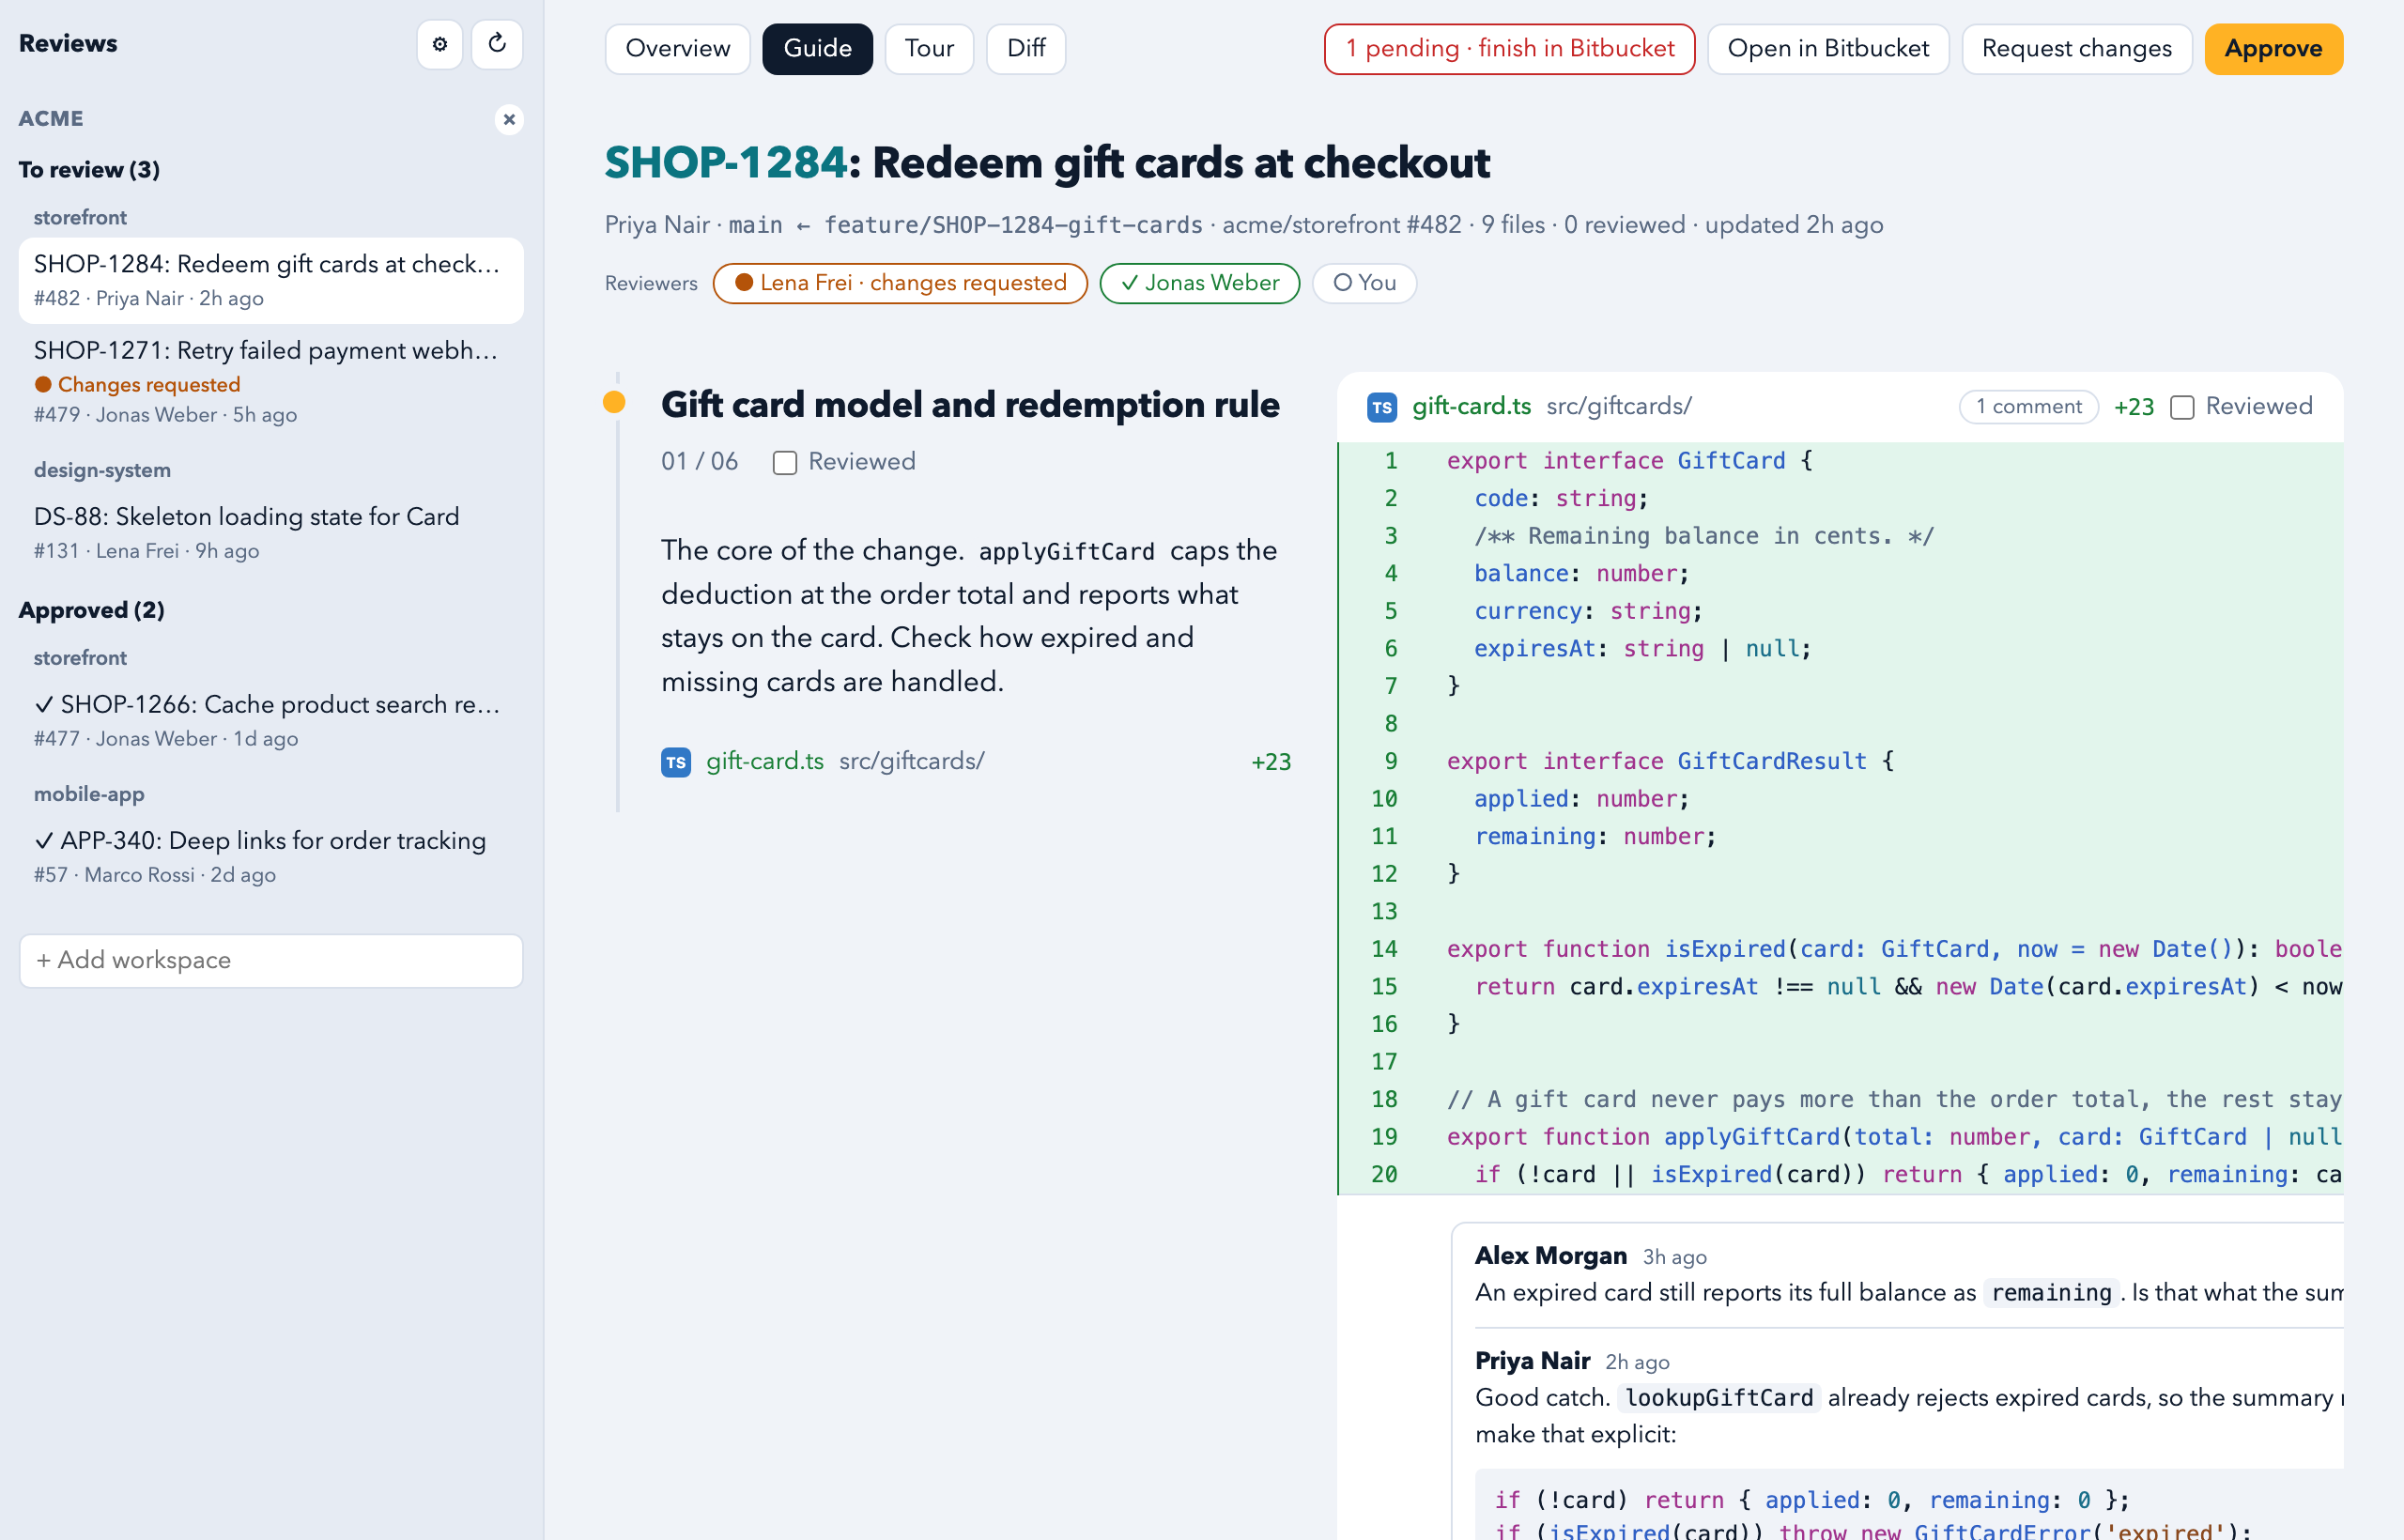 Reviews
⚙ ↻
ACME ×
To review (3)
storefront
SHOP-1284: Redeem gift cards at check…
#482 · Priya Nair · 2h ago
SHOP-1271: Retry failed payment webh…
Changes requested
#479 · Jonas Weber · 5h ago
design-system
DS-88: Skeleton loading state for Card
#131 · Lena Frei · 9h ago
Approved (2)
storefront
✓ SHOP-1266: Cache product search re…
#477 · Jonas Weber · 1d ago
mobile-app
✓ APP-340: Deep links for order tracking
#57 · Marco Rossi · 2d ago
+ Add workspace
Overview Guide Tour Diff 1 pending · finish in Bitbucket Open in Bitbucket Request changes Approve
SHOP-1284: Redeem gift cards at checkout
Priya Nair · main ← feature/SHOP-1284-gift-cards · acme/storefront #482 · 9 files · 0 reviewed · updated 2h ago
Reviewers Lena Frei · changes requested ✓ Jonas Weber You
Gift card model and redemption rule
01 / 06 Reviewed
The core of the change. applyGiftCard caps the
deduction at the order total and reports what
stays on the card. Check how expired and
missing cards are handled.
TS gift-card.ts src/giftcards/ +23
TS gift-card.ts src/giftcards/ 1 comment +23 Reviewed
1 export interface GiftCard {
2 code: string;
3 /** Remaining balance in cents. */
4 balance: number;
5 currency: string;
6 expiresAt: string | null;
7 }
8
9 export interface GiftCardResult {
10 applied: number;
11 remaining: number;
12 }
13
14 export function isExpired(card: GiftCard, now = new Date()): boole
15 return card.expiresAt !== null && new Date(card.expiresAt) < now
16 }
17
18 // A gift card never pays more than the order total, the rest stay
19 export function applyGiftCard(total: number, card: GiftCard | null
20 if (!card || isExpired(card)) return { applied: 0, remaining: ca
Alex Morgan 3h ago
An expired card still reports its full balance as remaining. Is that what the sum
Priya Nair 2h ago
Good catch. lookupGiftCard already rejects expired cards, so the summary
make that explicit:
if (!card) return { applied: 0, remaining: 0 };
if (isExpired(card)) throw new GiftCardError('expired');